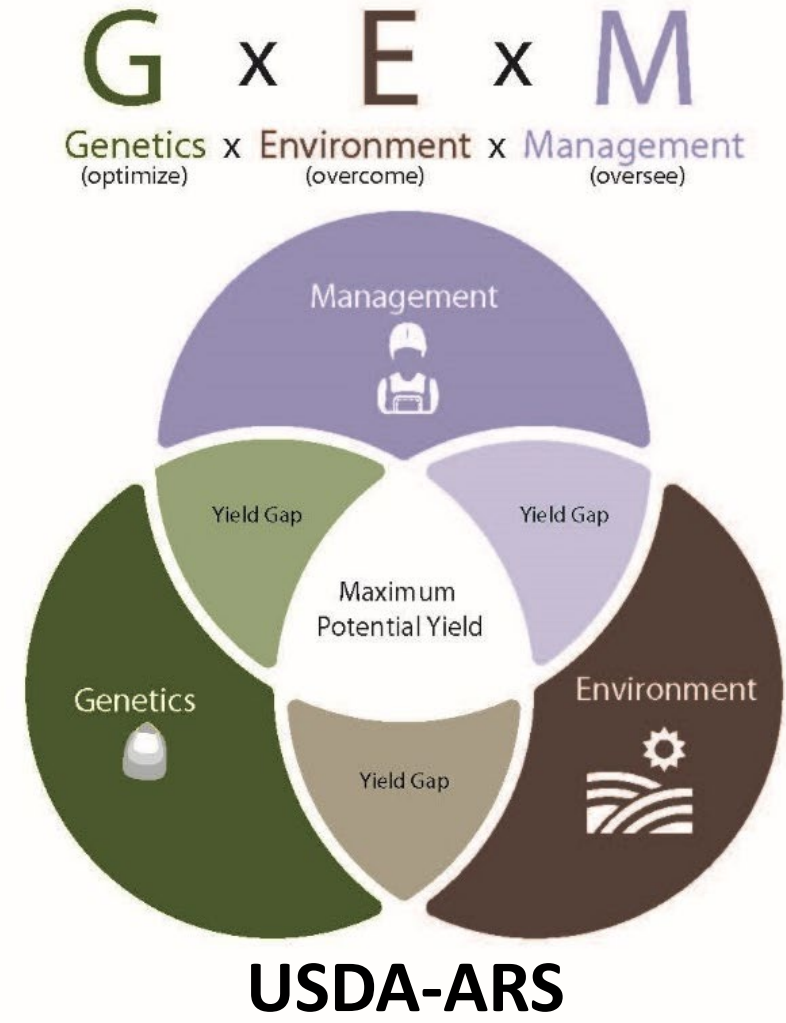 G x E x M
Genetics x Environment x Management
(optimize) (overcome) (oversee)
Management
Yield Gap Yield Gap
Maximum
Potential Yield
Genetics
Environment
Yield Gap
USDA-ARS